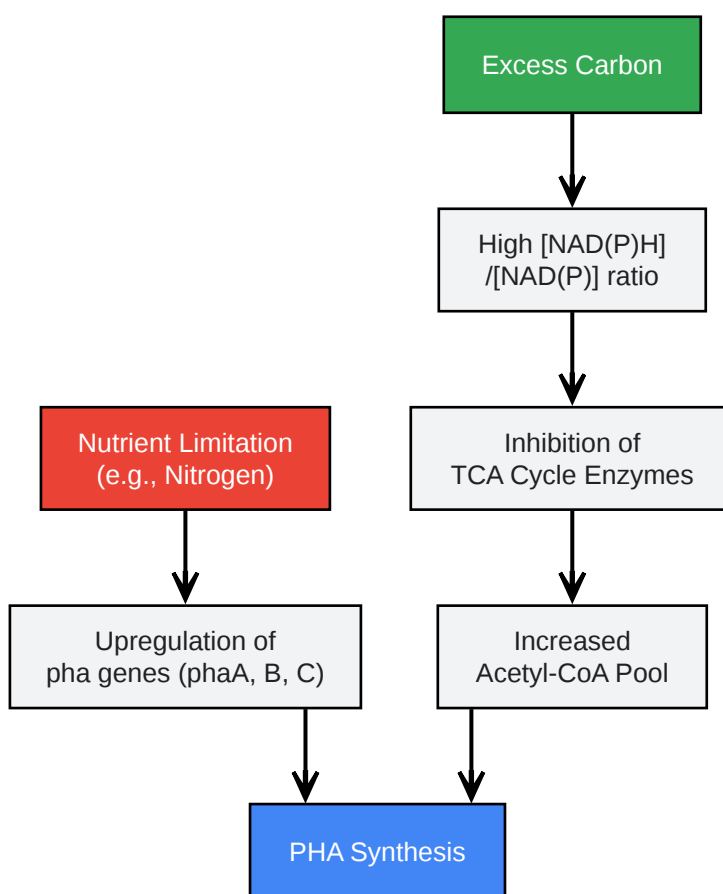 Excess Carbon
High [NAD(P)H]
/[NAD(P)] ratio
Nutrient Limitation
(e.g., Nitrogen)
Inhibition of
TCA Cycle Enzymes
Upregulation of
pha genes (phaA, B, C)
Increased
Acetyl-CoA Pool
PHA Synthesis